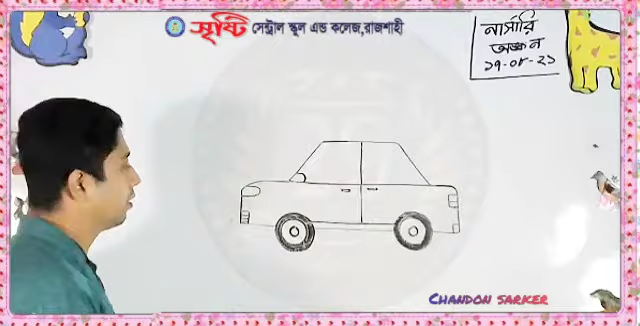 সৃষ্টি সেন্ট্রাল স্কুল এন্ড কলেজ,রাজশাহী
নার্সারি
অঙ্কন
১৭-০৮-২১
CHANDON SARKER